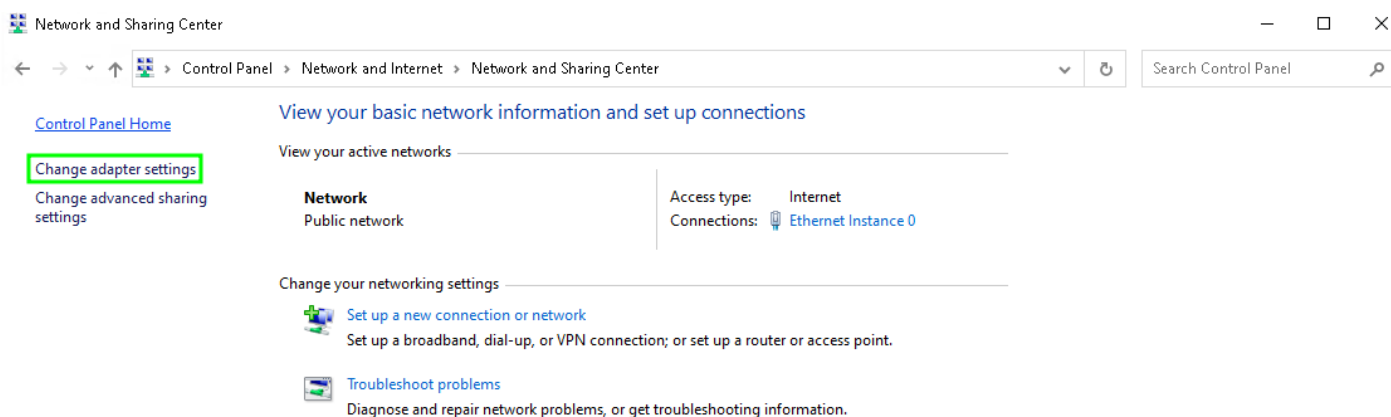 Network and Sharing Center
Control Panel > Network and Internet > Network and Sharing Center
Search Control Panel
Control Panel Home
Change adapter settings
Change advanced sharing
settings
View your basic network information and set up connections
View your active networks
Network
Public network
Access type: Internet
Connections: Ethernet Instance 0
Change your networking settings
Set up a new connection or network
Set up a broadband, dial-up, or VPN connection; or set up a router or access point.
Troubleshoot problems
Diagnose and repair network problems, or get troubleshooting information.